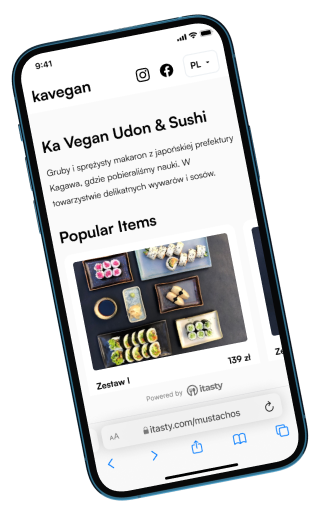 9:41
kavegan
PL
Ka Vegan Udon & Sushi
Gruby i sprężysty makaron z japońskiej prefektury
Kagawa, gdzie pobieraliśmy nauki. W
towarzystwie delikatnych wywarów i sosów.
Popular Items
Zestaw I
139 zł
Ze
Powered by itasty
AA
itasty.com/mustachos